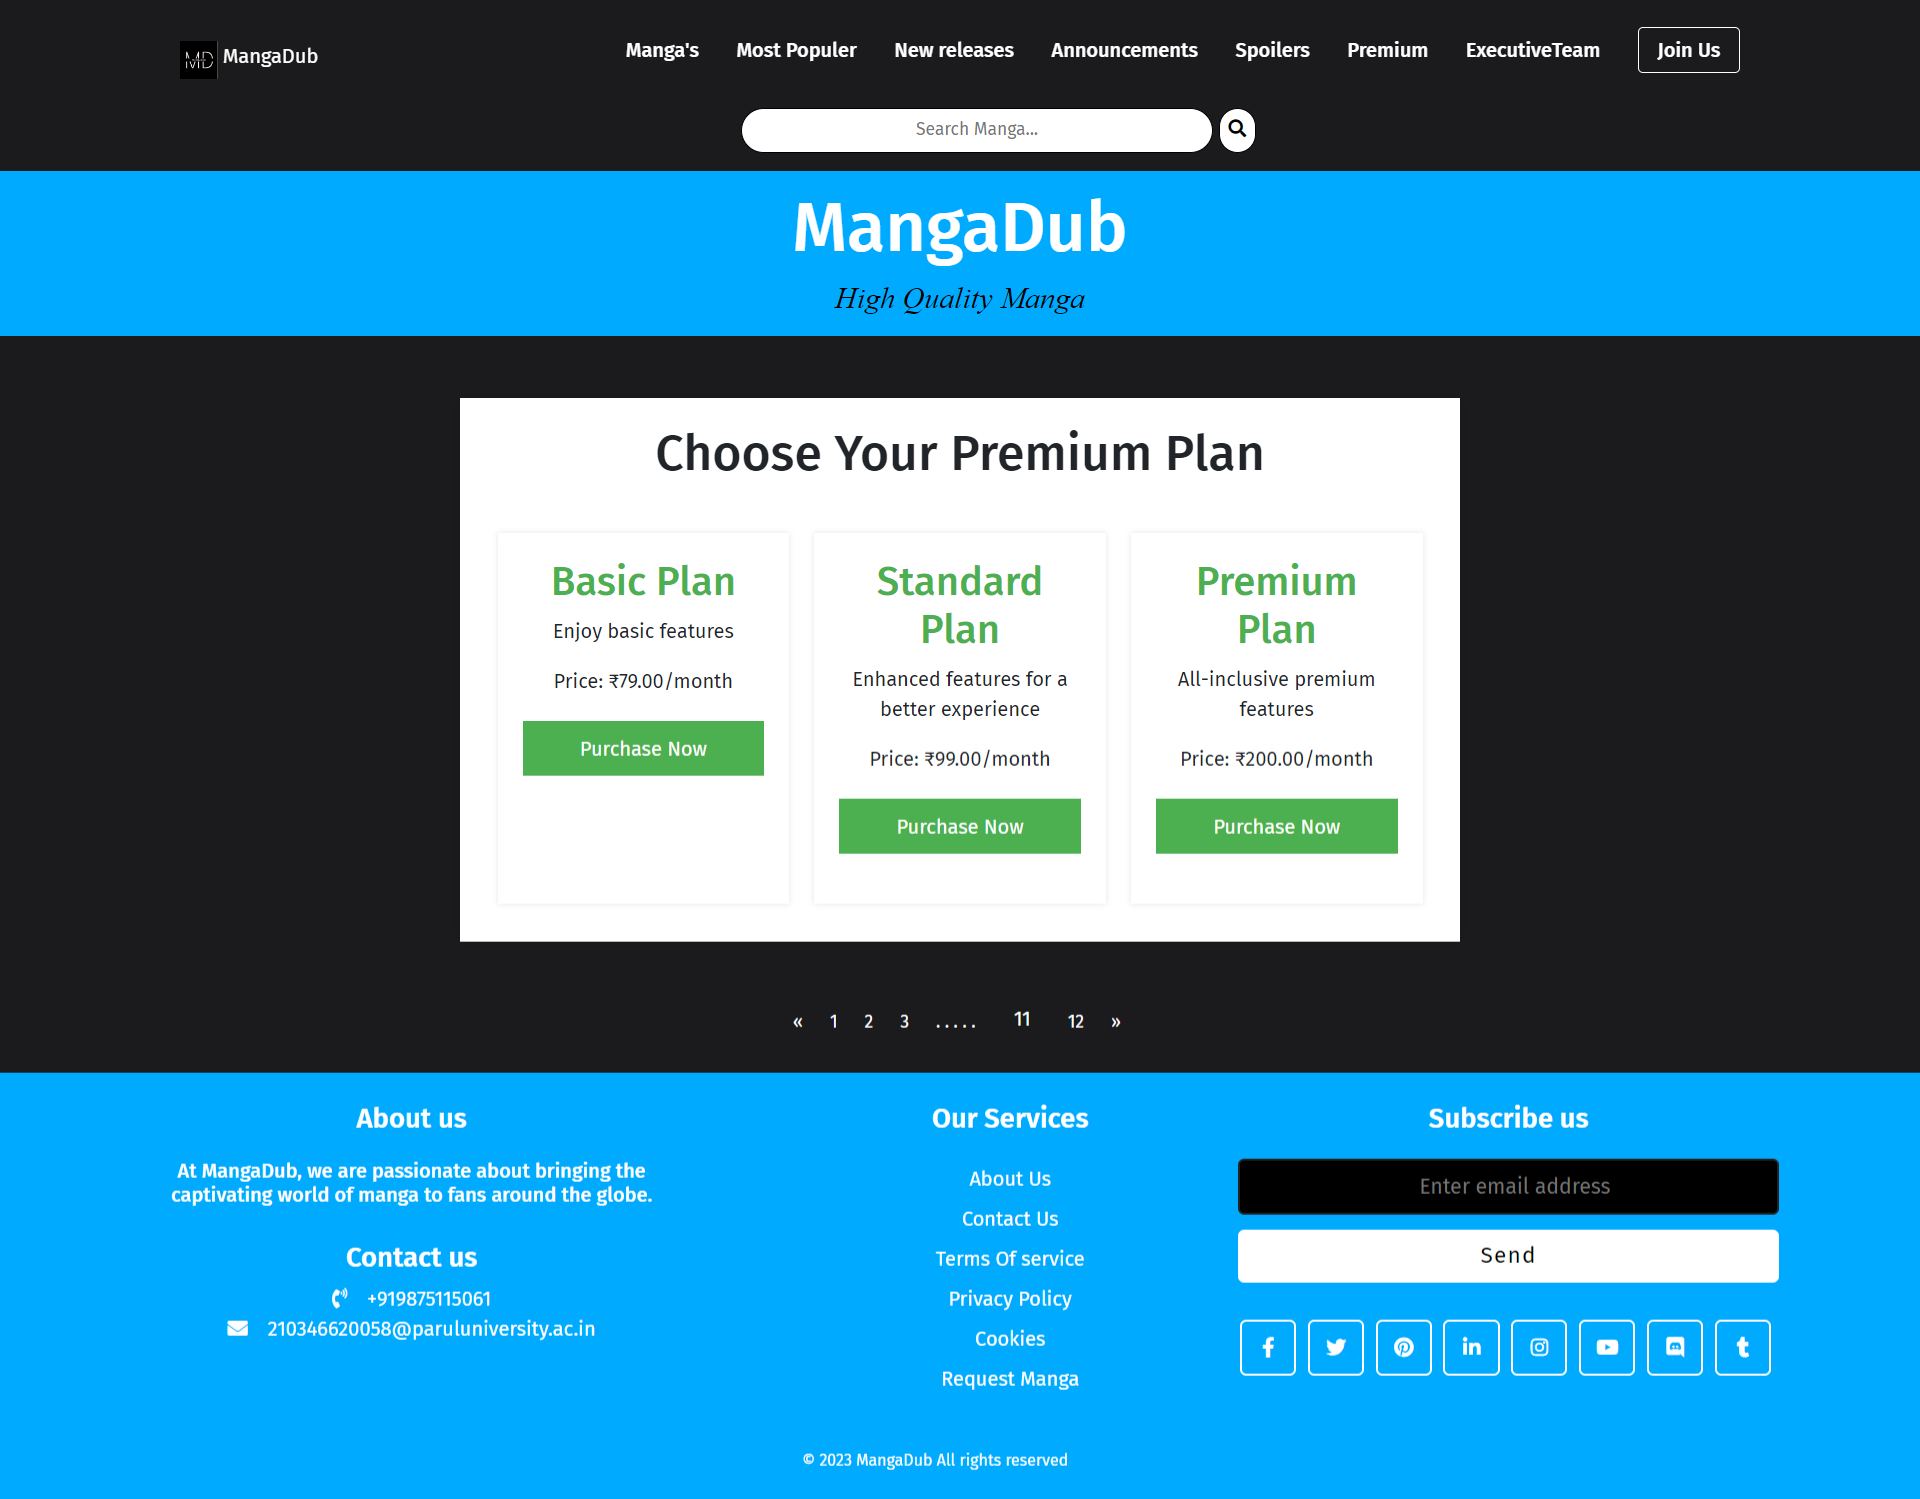 MD MangaDub
Manga's Most Populer New releases Announcements Spoilers Premium ExecutiveTeam Join Us
Search Manga...
MangaDub
High Quality Manga
Choose Your Premium Plan
Basic Plan
Enjoy basic features
Price: ₹79.00/month
Purchase Now
Standard
Plan
Enhanced features for a
better experience
Price: ₹99.00/month
Purchase Now
Premium
Plan
All-inclusive premium
features
Price: ₹200.00/month
Purchase Now
« 1 2 3 ..... 11 12 »
About us
At MangaDub, we are passionate about bringing the
captivating world of manga to fans around the globe.
Contact us
+919875115061
210346620058@paruluniversity.ac.in
Our Services
About Us
Contact Us
Terms Of service
Privacy Policy
Cookies
Request Manga
Subscribe us
Enter email address
Send
© 2023 MangaDub All rights reserved